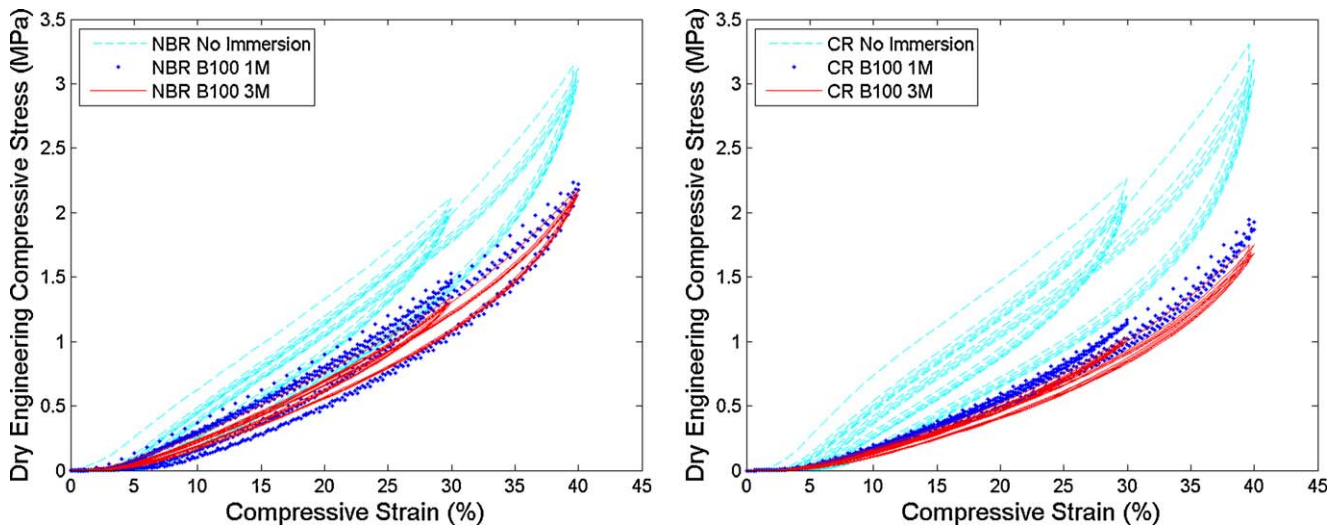 Dry Engineering Compressive Stress (MPa)
3.5
3
2.5
2
1.5
1
0.5
0
NBR No Immersion
NBR B100 1M
NBR B100 3M
0 5 10 15 20 25 30 35 40 45
Compressive Strain (%)
Dry Engineering Compressive Stress (MPa)
3.5
3
2.5
2
1.5
1
0.5
0
CR No Immersion
CR B100 1M
CR B100 3M
0 5 10 15 20 25 30 35 40 45
Compressive Strain (%)